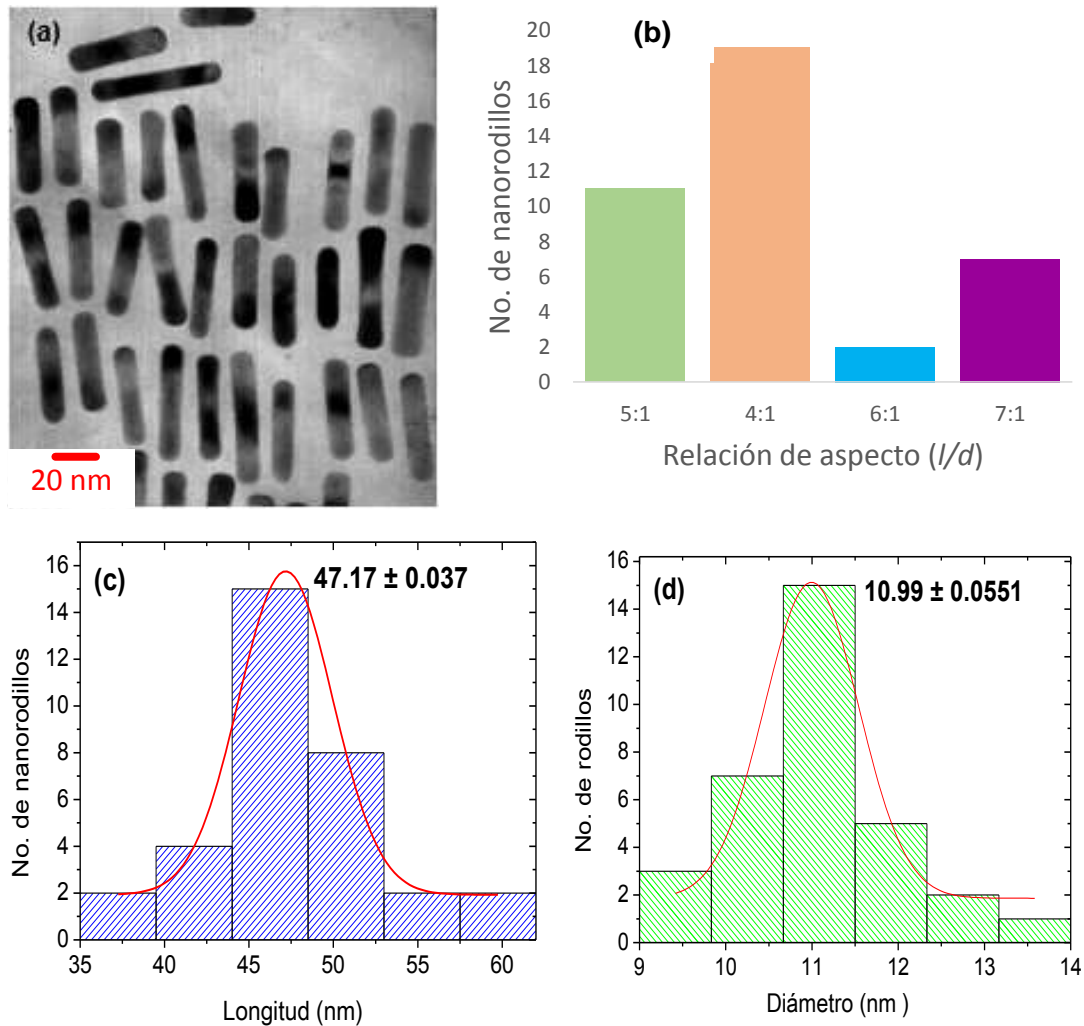 (a)
20 nm
(b)
No. de nanorodillos
20
18
16
14
12
10
8
6
4
2
0
5:1 4:1 6:1 7:1
Relación de aspecto (l/d)
(c)
47.17 ± 0.037
No. de nanorodillos
16
14
12
10
8
6
4
2
0
35 40 45 50 55 60
Longitud (nm)
(d)
10.99 ± 0.0551
No. de rodillos
16
14
12
10
8
6
4
2
0
9 10 11 12 13 14
Diámetro (nm )